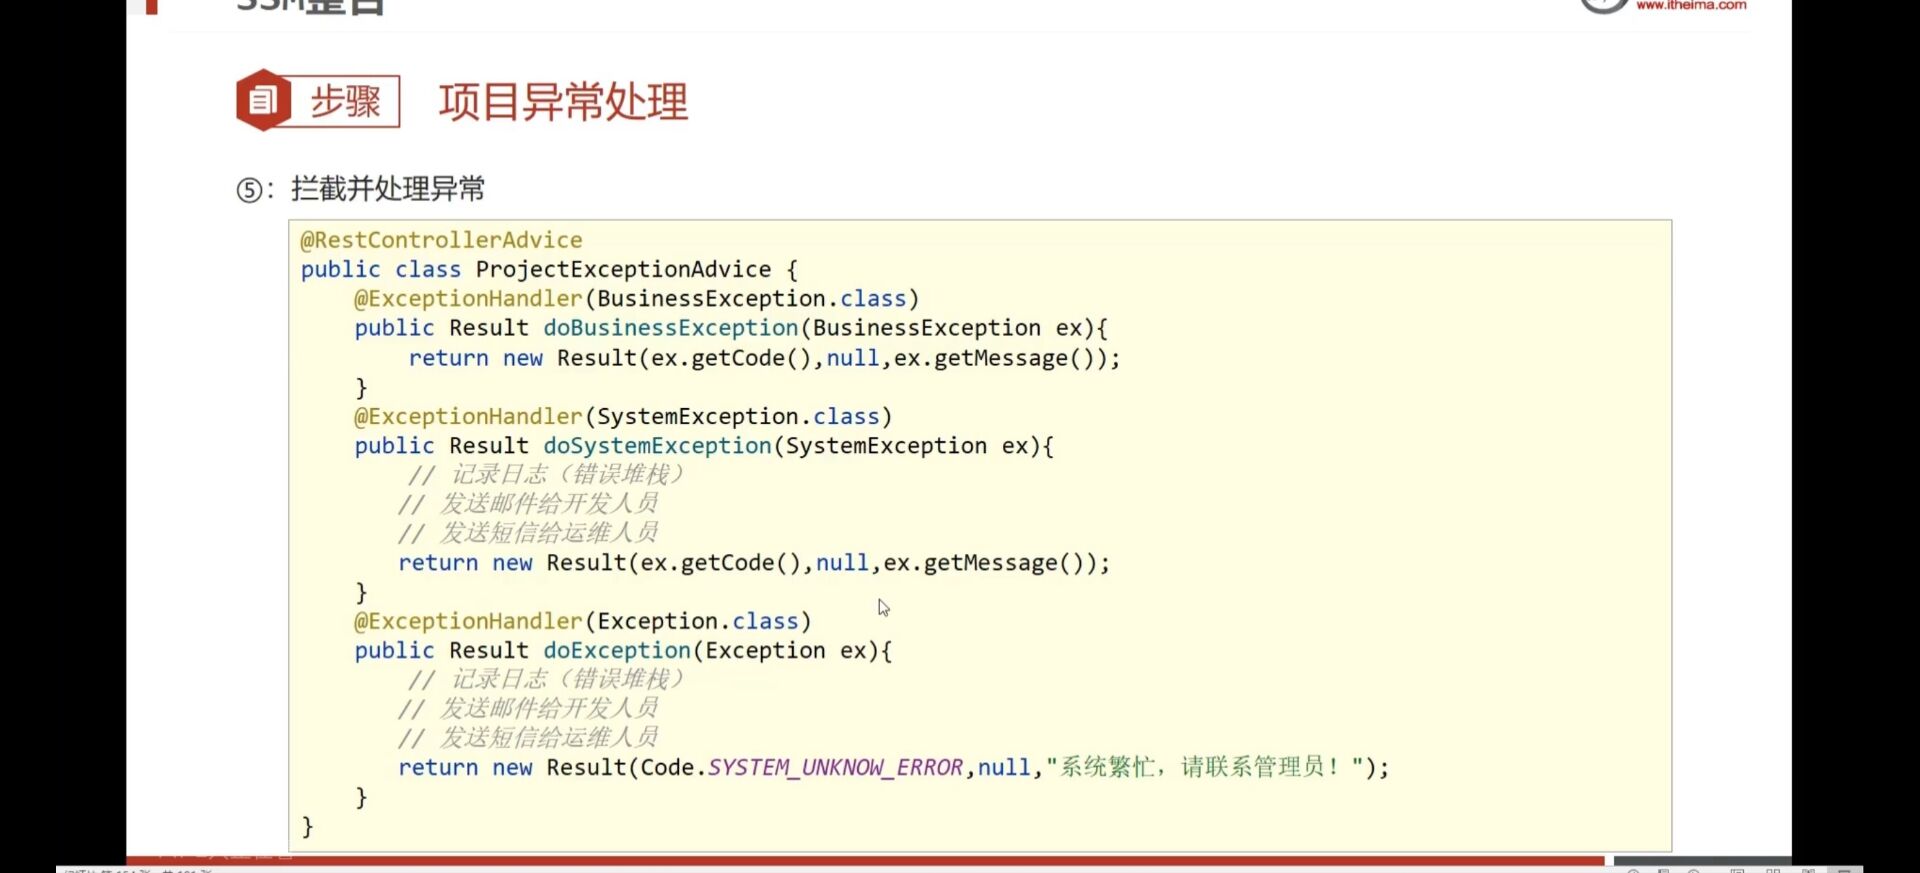 SSM整合
www.itheima.com
步骤 项目异常处理
⑤：拦截并处理异常
@RestControllerAdvice
public class ProjectExceptionAdvice {
@ExceptionHandler(BusinessException.class)
public Result doBusinessException(BusinessException ex){
return new Result(ex.getCode(),null,ex.getMessage());
}
@ExceptionHandler(SystemException.class)
public Result doSystemException(SystemException ex){
// 记录日志（错误堆栈）
// 发送邮件给开发人员
// 发送短信给运维人员
return new Result(ex.getCode(),null,ex.getMessage());
}
@ExceptionHandler(Exception.class)
public Result doException(Exception ex){
// 记录日志（错误堆栈）
// 发送邮件给开发人员
// 发送短信给运维人员
return new Result(Code.SYSTEM_UNKNOW_ERROR,null,"系统繁忙，请联系管理员！");
}
}